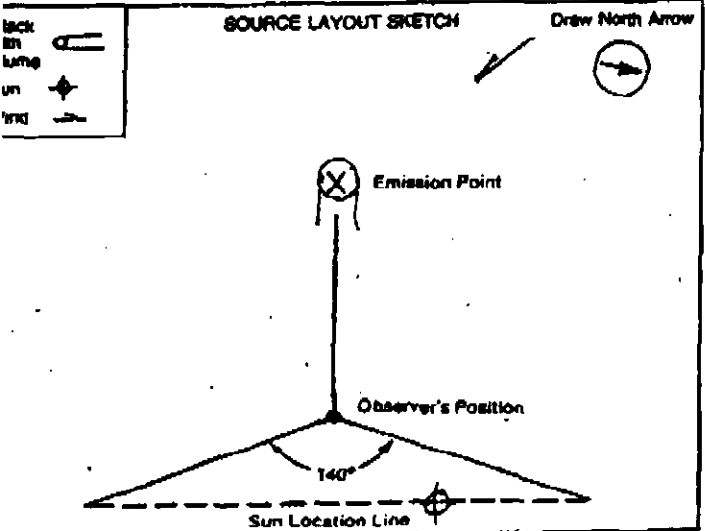 SOURCE LAYOUT SKETCH
Draw North Arrow
Emission Point
Observer's Position
140°
Sun Location Line